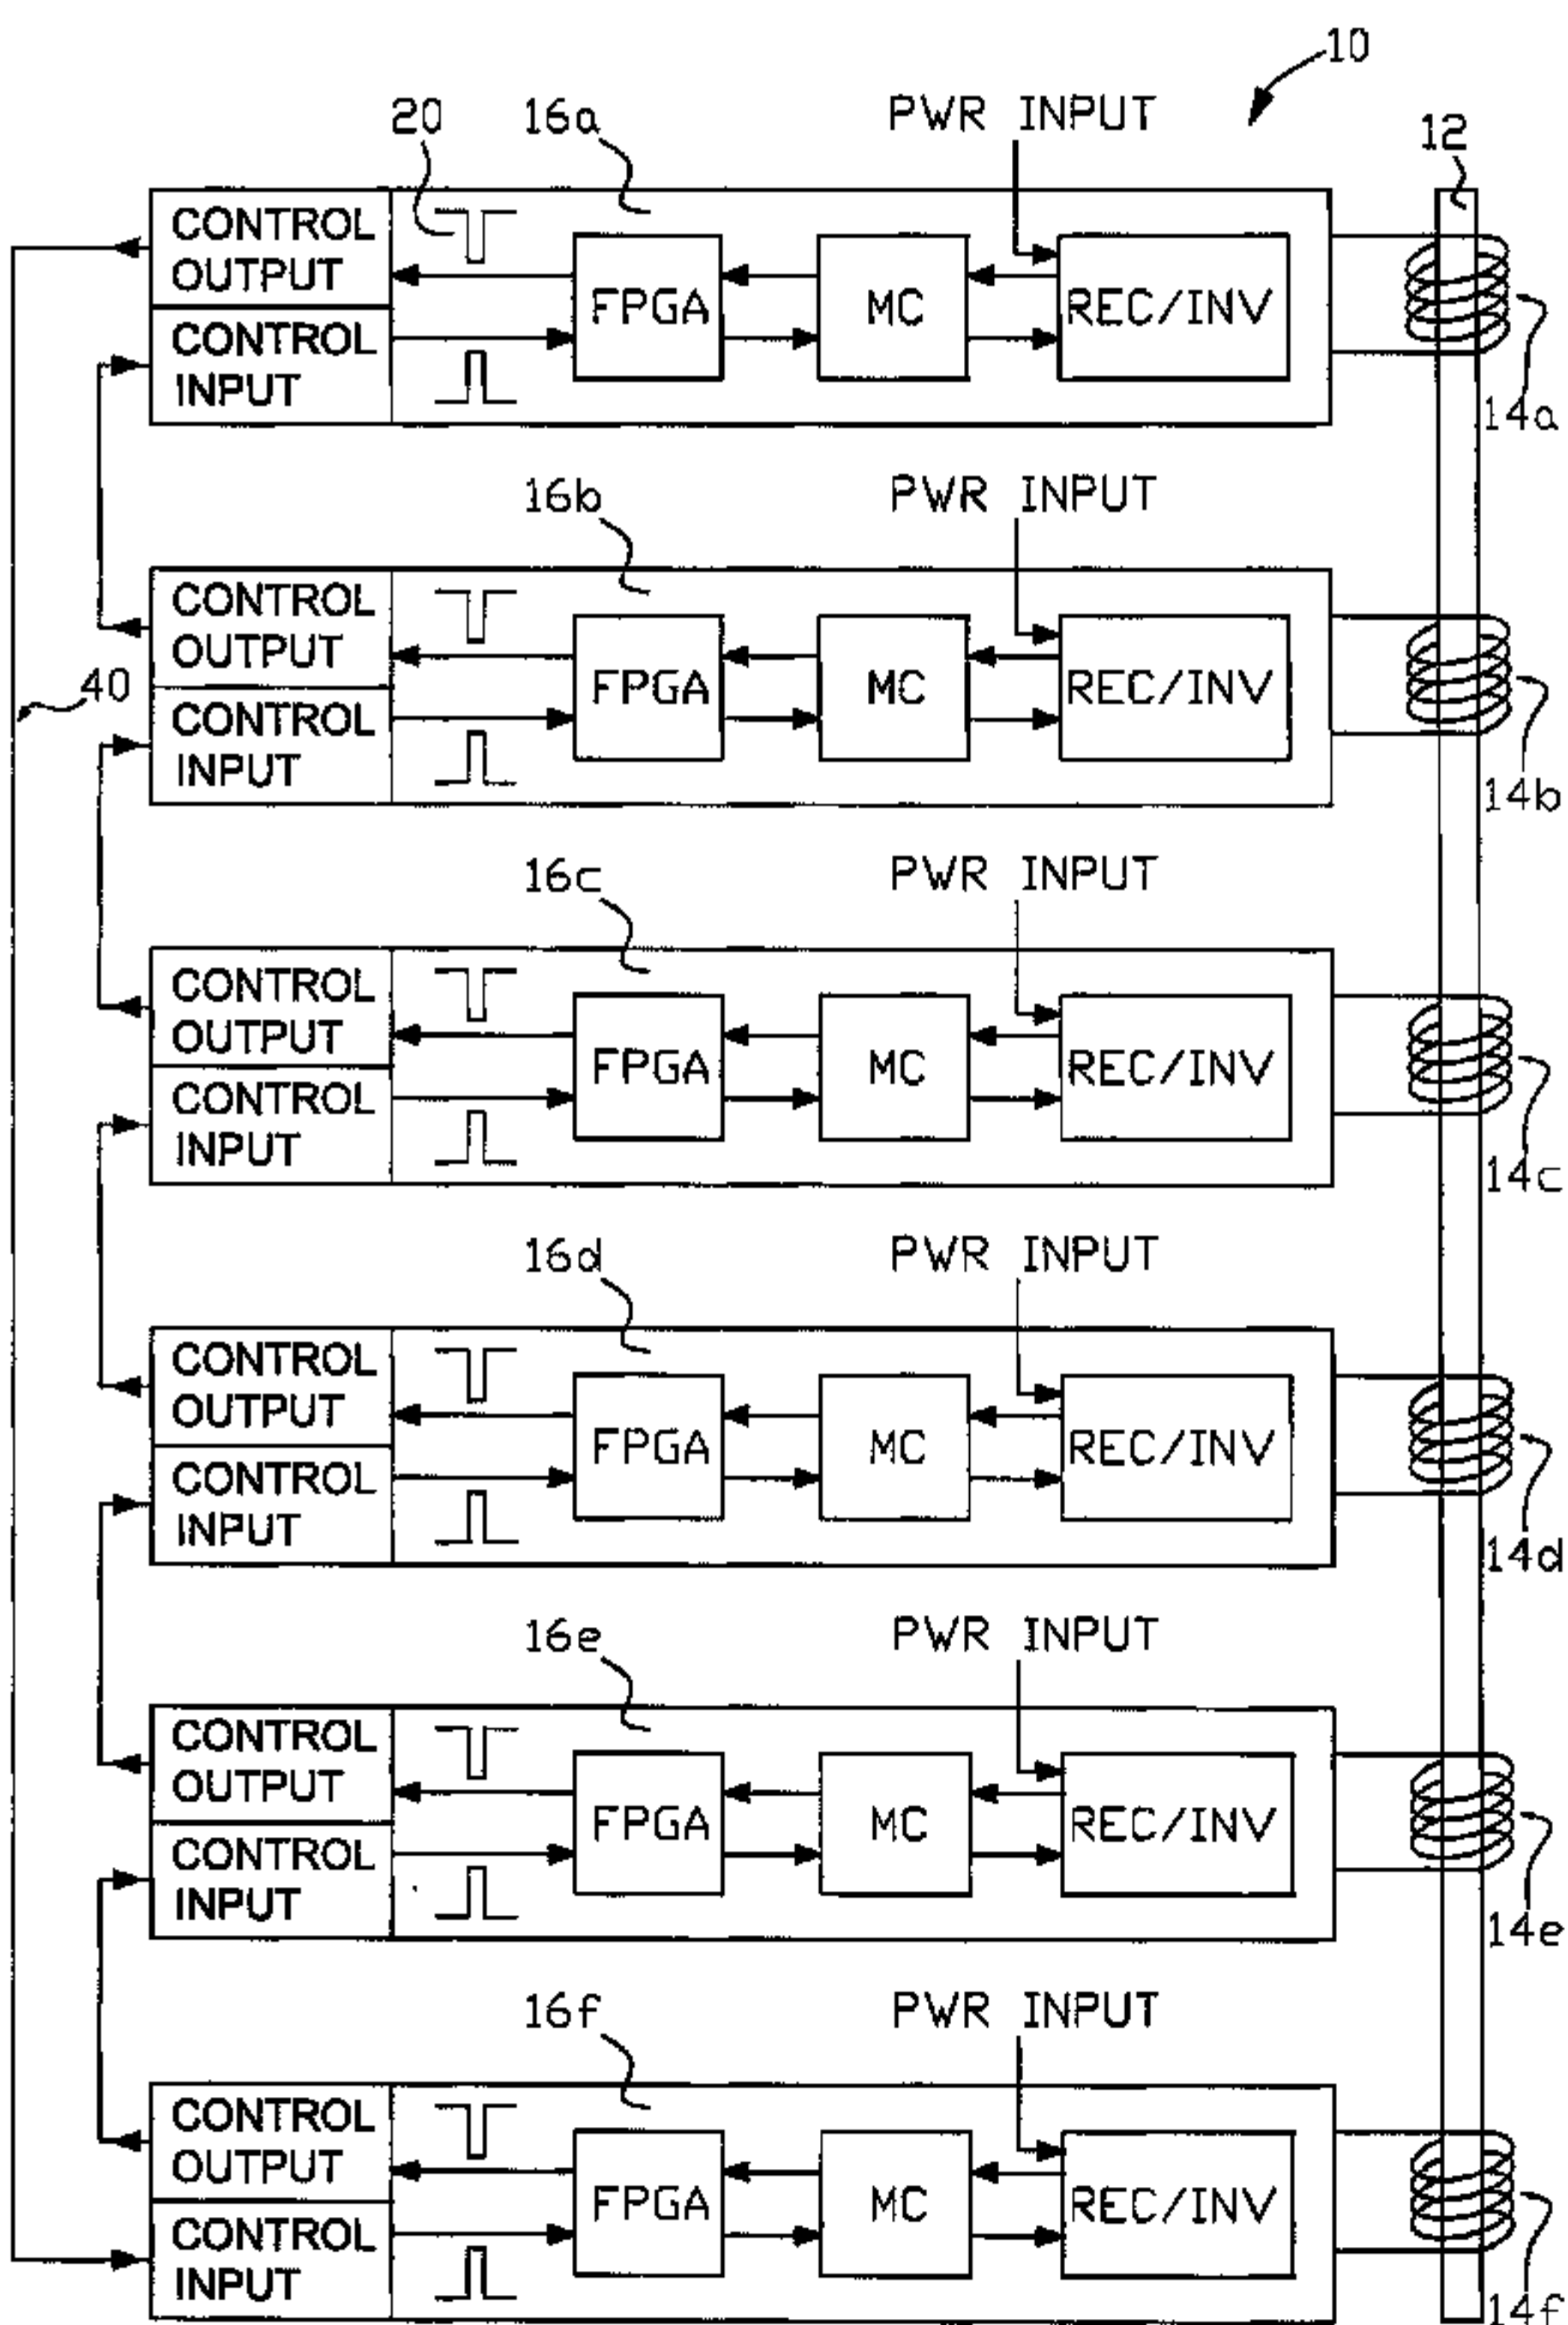 10
20
16a
PWR INPUT
12
CONTROL
OUTPUT
CONTROL
INPUT
FPGA
MC
REC/INV
14a
16b
PWR INPUT
CONTROL
OUTPUT
CONTROL
INPUT
FPGA
MC
REC/INV
40
14b
16c
PWR INPUT
CONTROL
OUTPUT
CONTROL
INPUT
FPGA
MC
REC/INV
14c
16d
PWR INPUT
CONTROL
OUTPUT
CONTROL
INPUT
FPGA
MC
REC/INV
14d
16e
PWR INPUT
CONTROL
OUTPUT
CONTROL
INPUT
FPGA
MC
REC/INV
14e
16f
PWR INPUT
CONTROL
OUTPUT
CONTROL
INPUT
FPGA
MC
REC/INV
14f